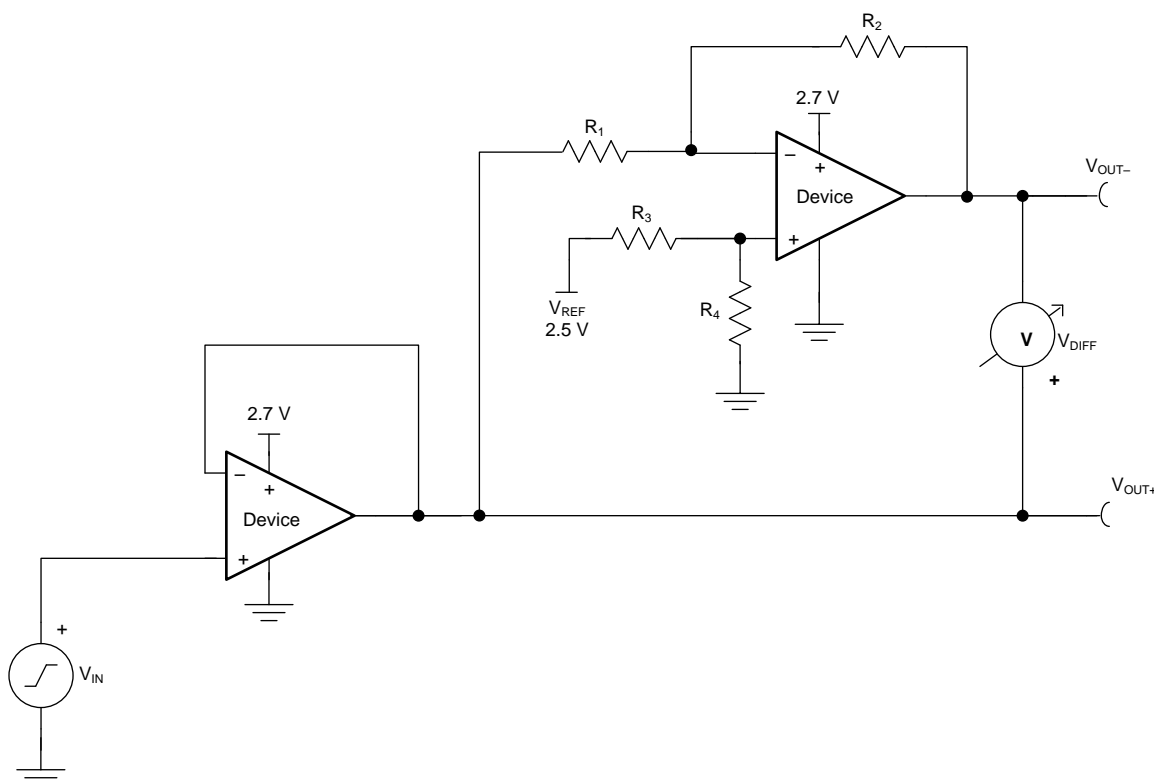 R2
2.7 V
R1
VOUT–
–
+
Device
R3
+
VREF
2.5 V
R4
V
VDIFF
+
2.7 V
VOUT+
–
+
Device
+
+
VIN